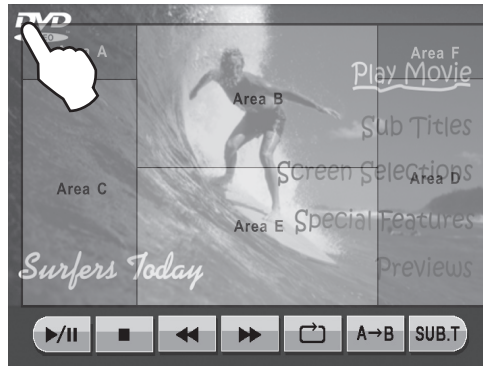 DVD
Area A
Area F
Play Movie
Area B
Sub Titles
Screen Selections
Area C
Area D
Area E
Special Features
Surfers Today
Previews
►/II
■
◄◄
►►
A→B
SUB.T